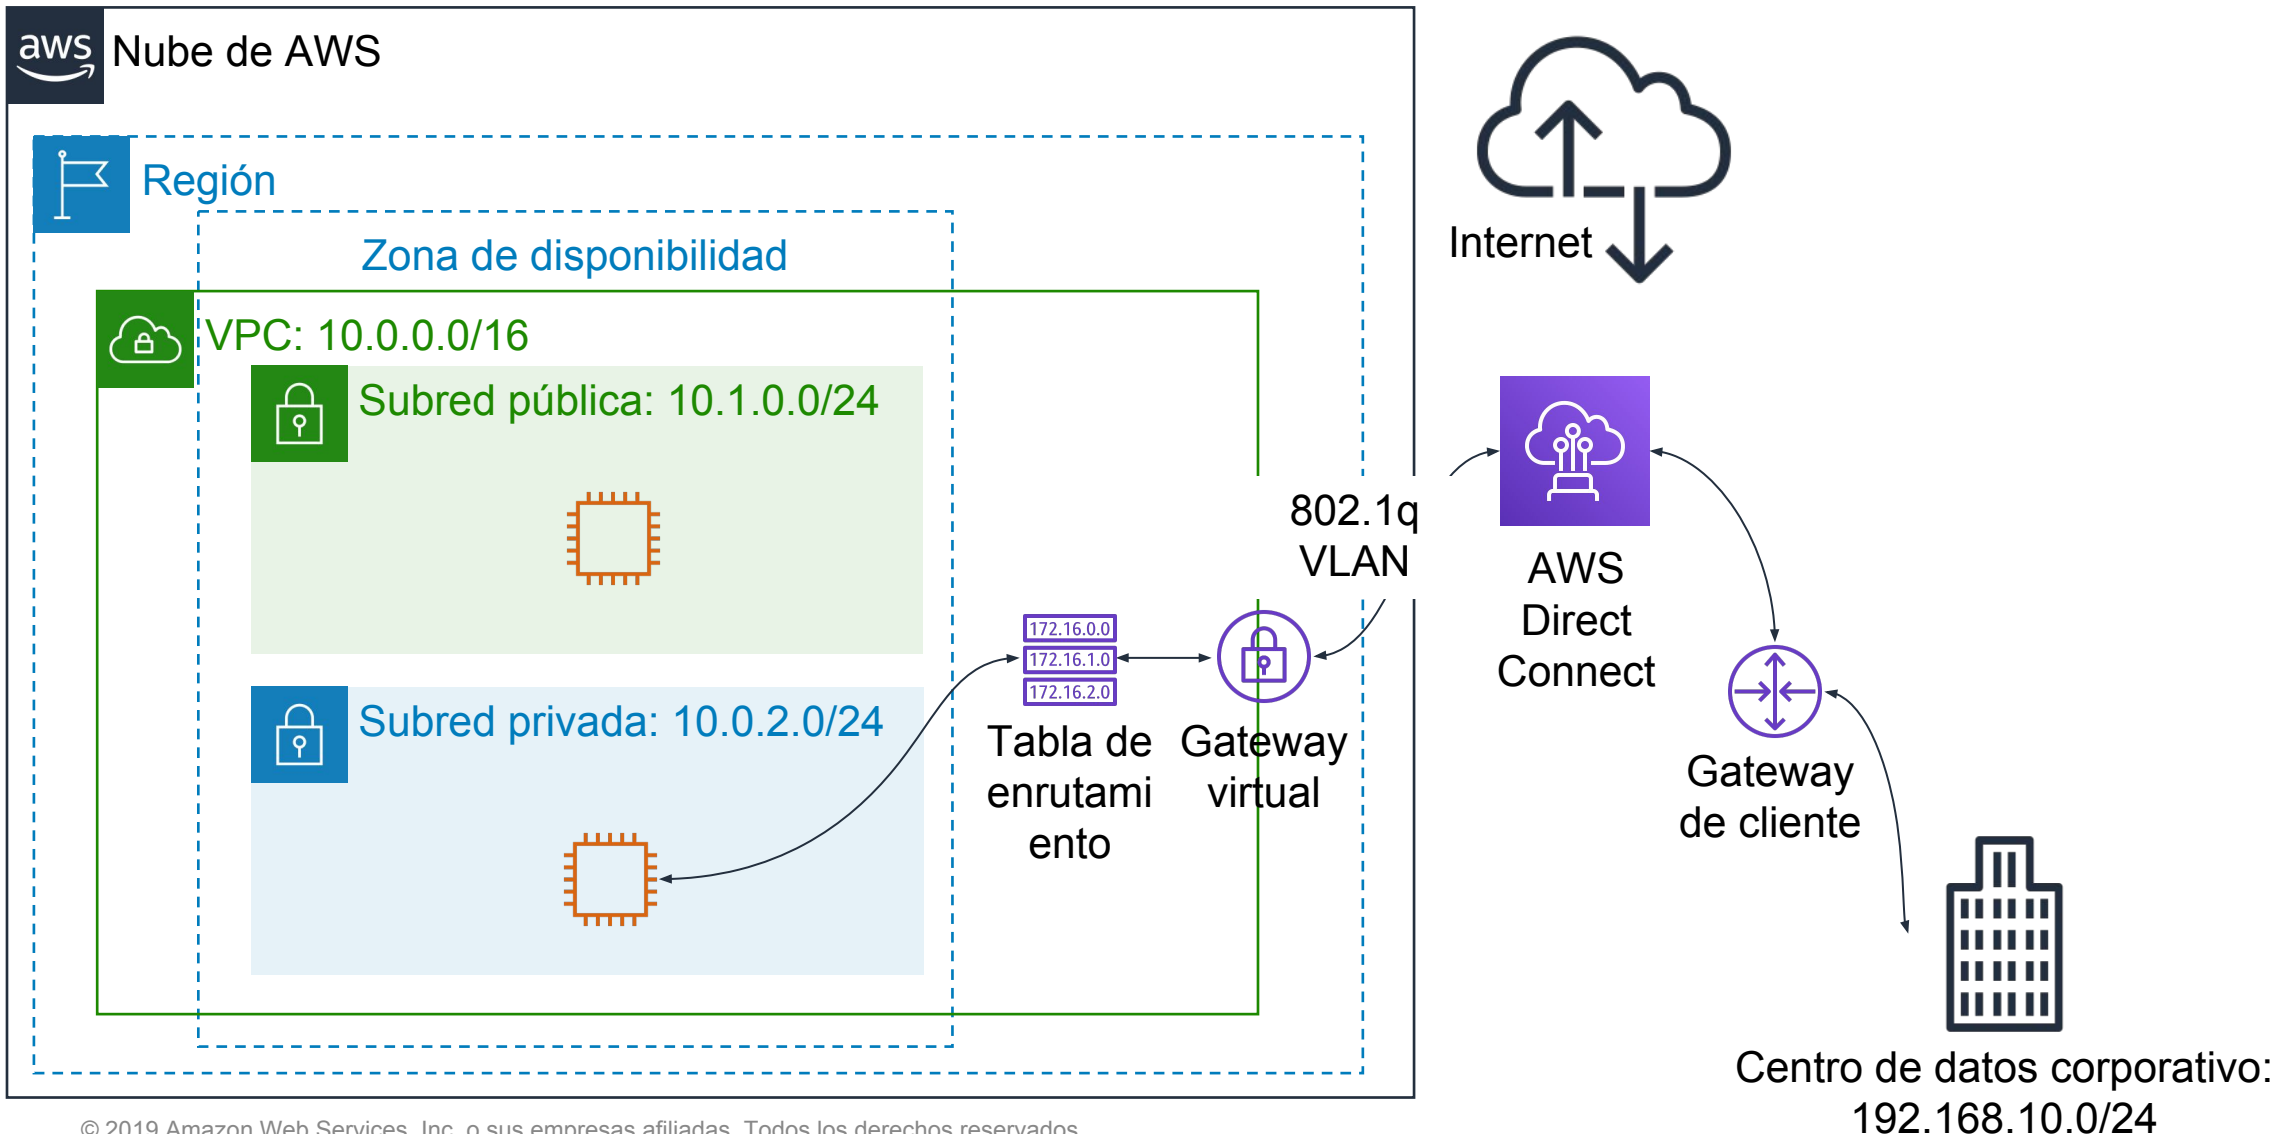 aws
Nube de AWS
Región
Zona de disponibilidad
VPC: 10.0.0.0/16
Subred pública: 10.1.0.0/24
Subred privada: 10.0.2.0/24
172.16.0.0
172.16.1.0
172.16.2.0
Tabla de
enrutami
ento
Gateway
virtual
802.1q
VLAN
Internet
AWS
Direct
Connect
Gateway
de cliente
Centro de datos corporativo:
192.168.10.0/24
© 2019 Amazon Web Services, Inc. o sus empresas afiliadas. Todos los derechos reservados.